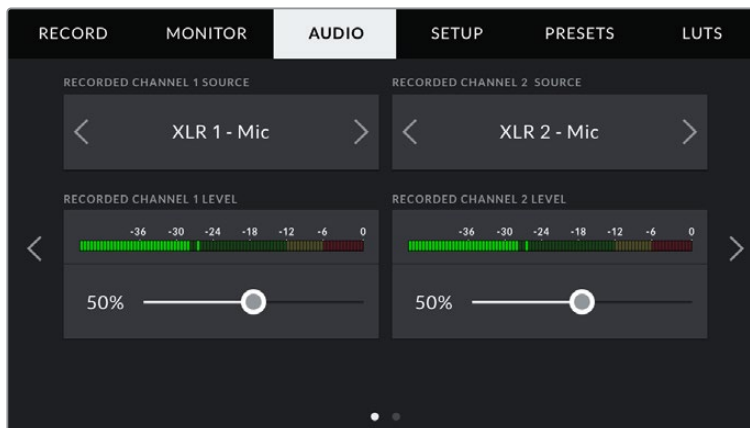 RECORD MONITOR AUDIO SETUP PRESETS LUTS
RECORDED CHANNEL 1 SOURCE
RECORDED CHANNEL 2 SOURCE
XLR 1 - Mic
XLR 2 - Mic
RECORDED CHANNEL 1 LEVEL
RECORDED CHANNEL 2 LEVEL
-36 -30 -24 -18 -12 -6 0
-36 -30 -24 -18 -12 -6 0
50%
50%